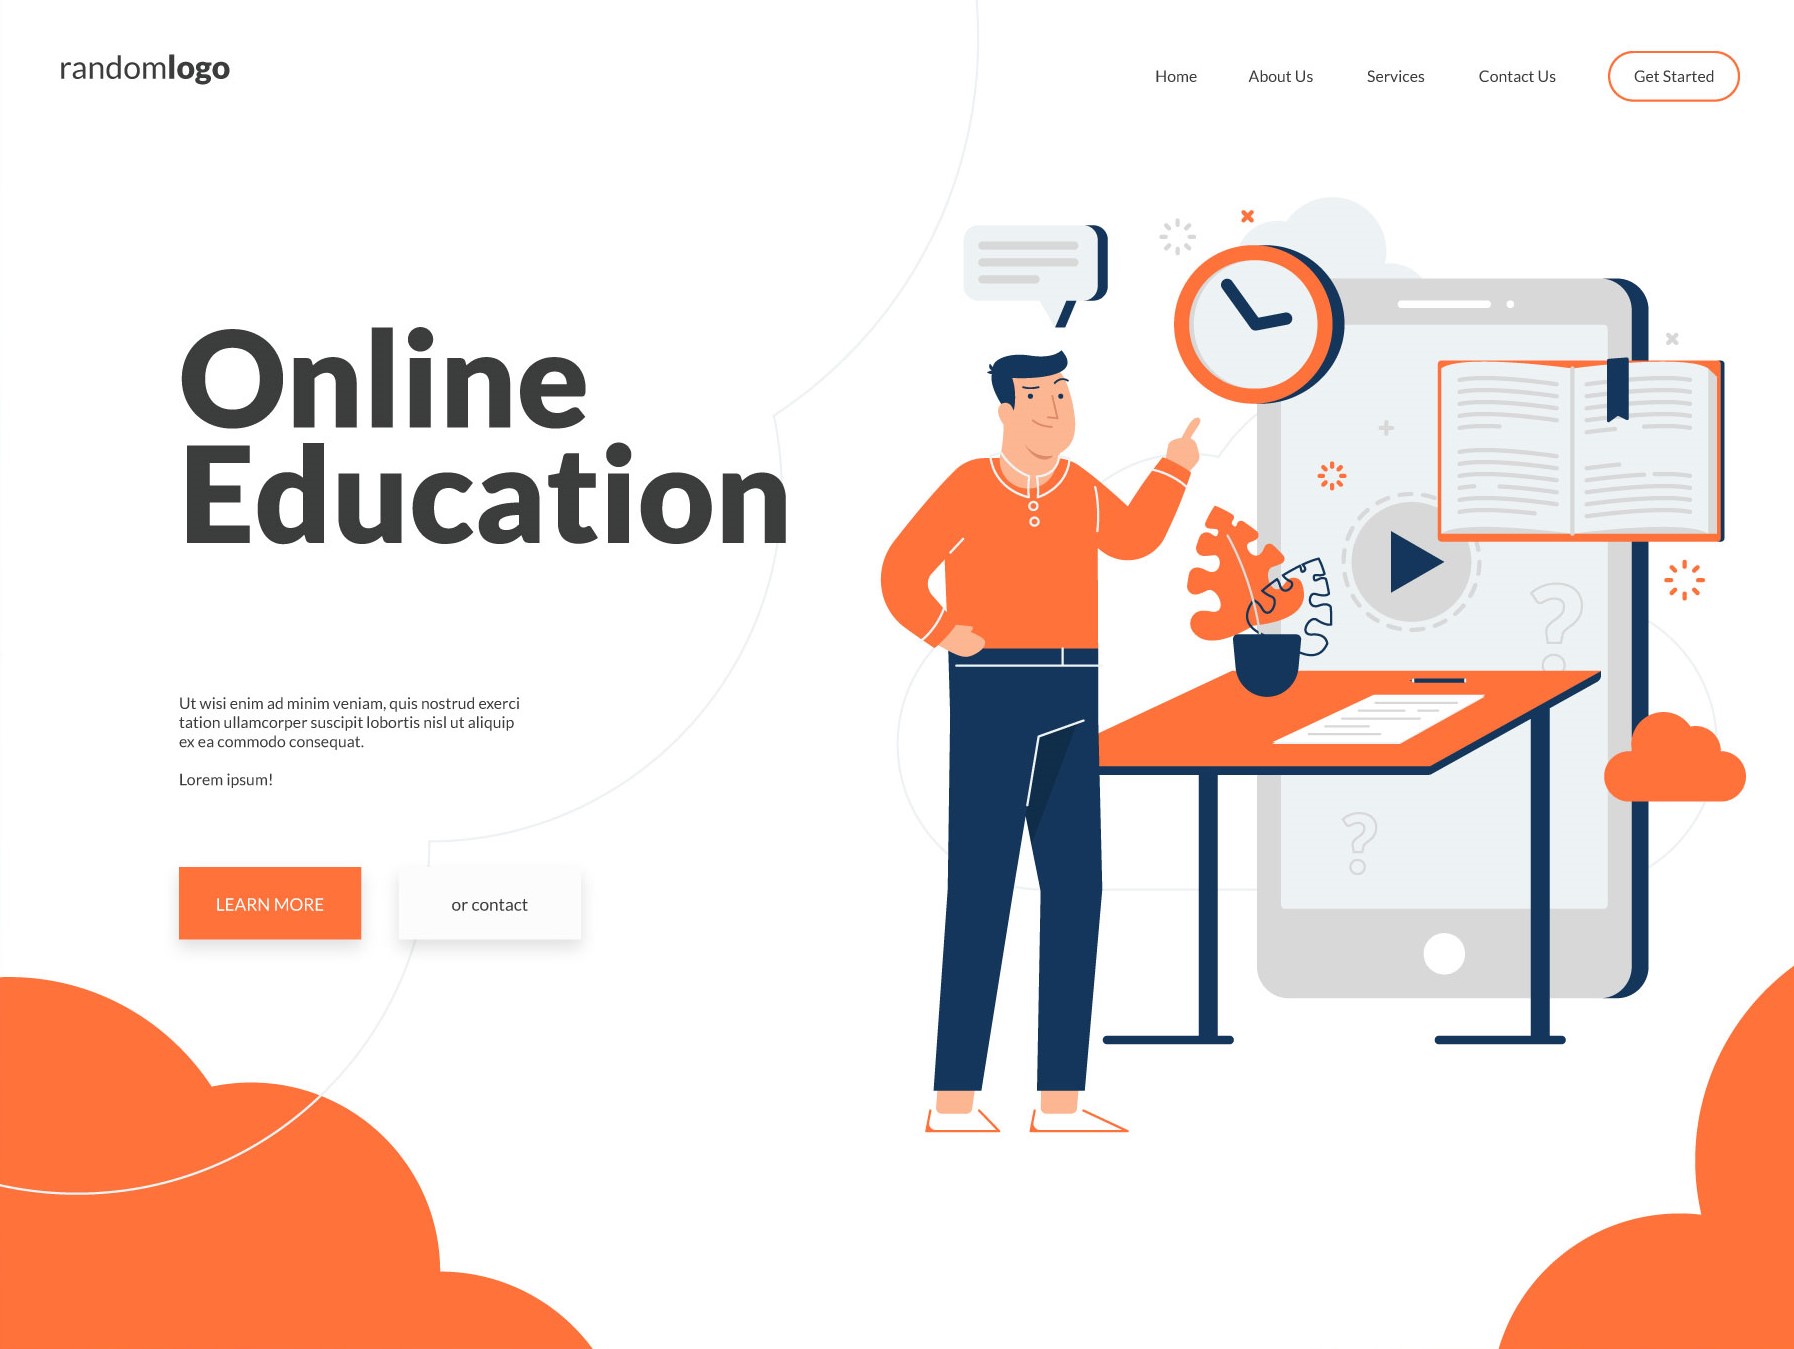 randomlogo
Home About Us Services Contact Us Get Started
Online
Education
Ut wisi enim ad minim veniam, quis nostrud exerci
tation ullamcorper suscipit lobortis nisl ut aliquip
ex ea commodo consequat.
Lorem ipsum!
LEARN MORE or contact
? 
?